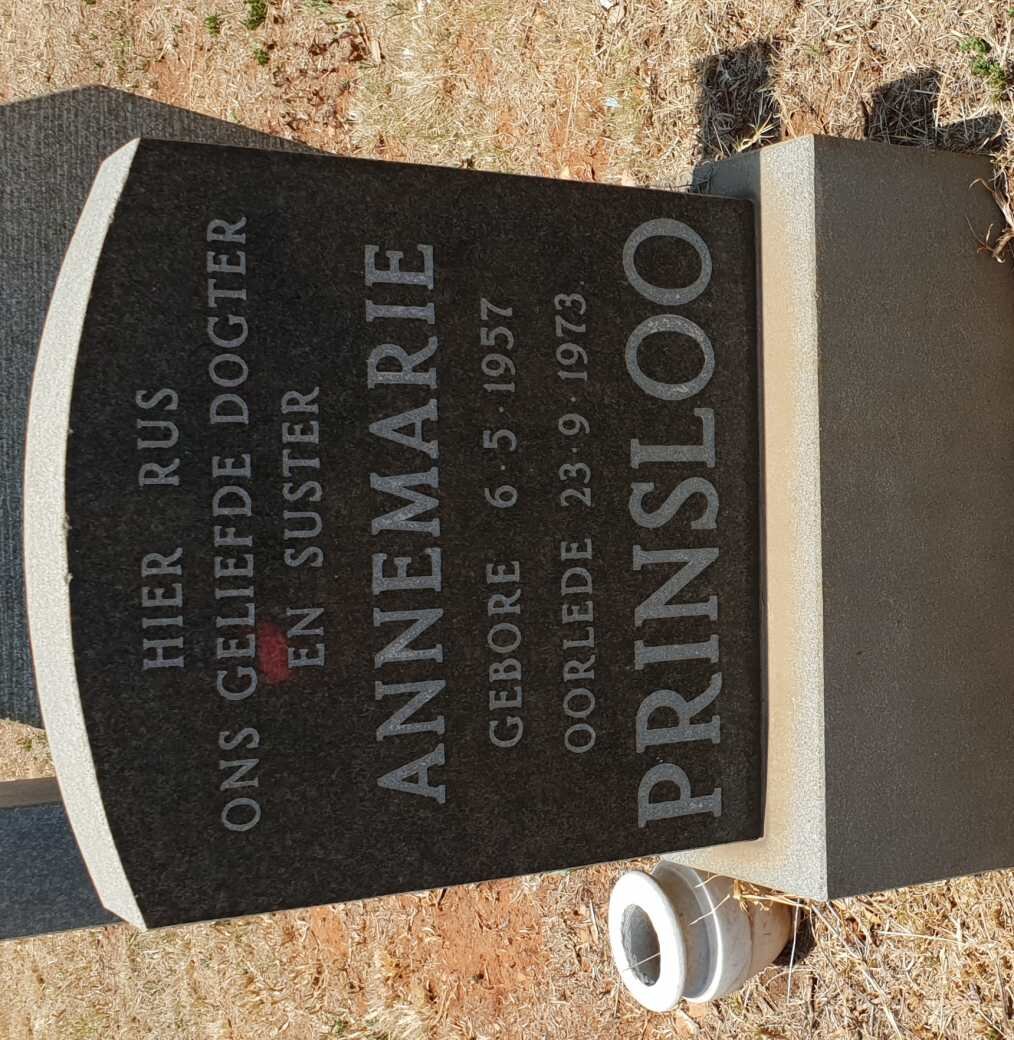 HIER RUS
ONS GELIEFDE DOGTER
EN SUSTER
ANNEMARIE
GEBORE 6·5·1957
OORLEDE 23·9·1973.
PRINSLOO